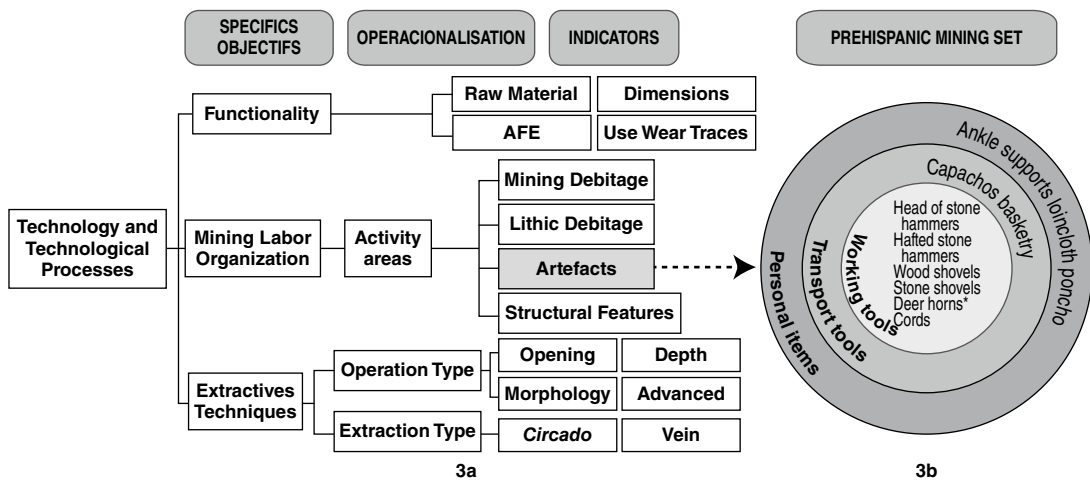 SPECIFICS
OBJECTIFS
OPERACIONALISATION
INDICATORS
PREHISPANIC MINING SET
Technology and
Technological
Processes
Functionality
Raw Material
Dimensions
AFE
Use Wear Traces
Mining Labor
Organization
Activity
areas
Mining Debitage
Lithic Debitage
Artefacts
Structural Features
Extractives
Techniques
Operation Type
Opening
Depth
Morphology
Advanced
Extraction Type
Circado
Vein
3a
Personal items
Ankle supports loincloth poncho
Transport tools
Capachos basketry
Working tools
Head of stone
hammers
Hafted stone
hammers
Wood shovels
Stone shovels
Deer horns*
Cords
3b